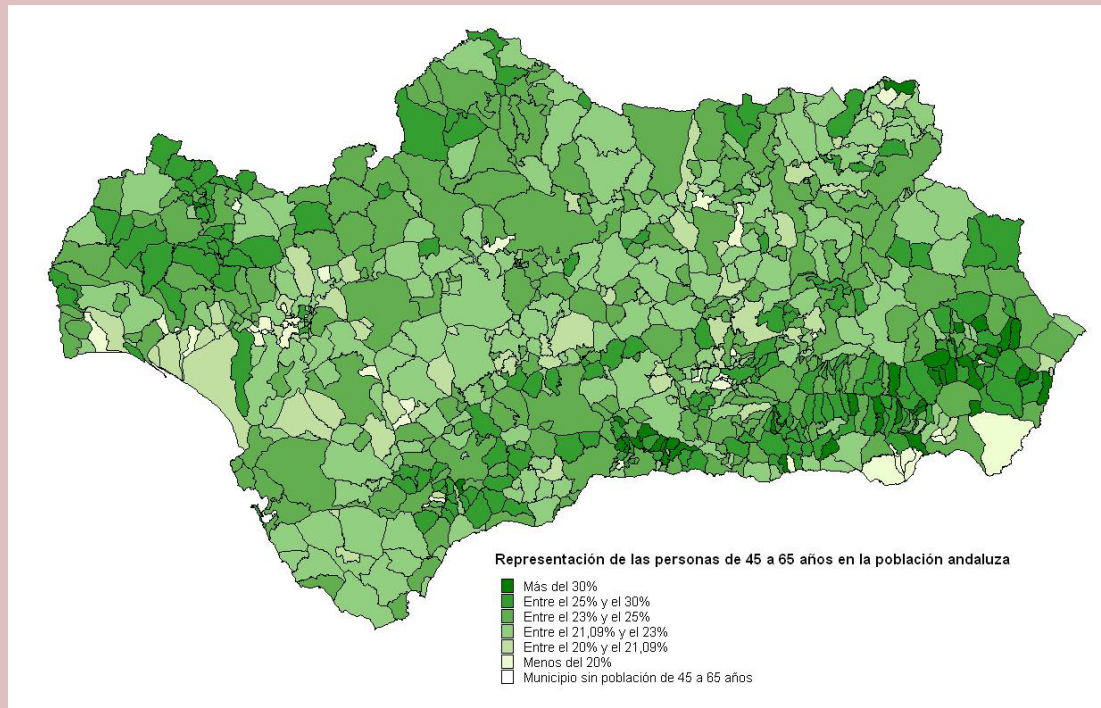 Representación de las personas de 45 a 65 años en la población andaluza
Más del 30%
Entre el 25% y el 30%
Entre el 23% y el 25%
Entre el 21,09% y el 23%
Entre el 20% y el 21,09%
Menos del 20%
Municipio sin población de 45 a 65 años